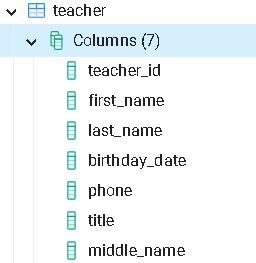 teacher
Columns (7)
teacher_id
first_name
last_name
birthday_date
phone
title
middle_name